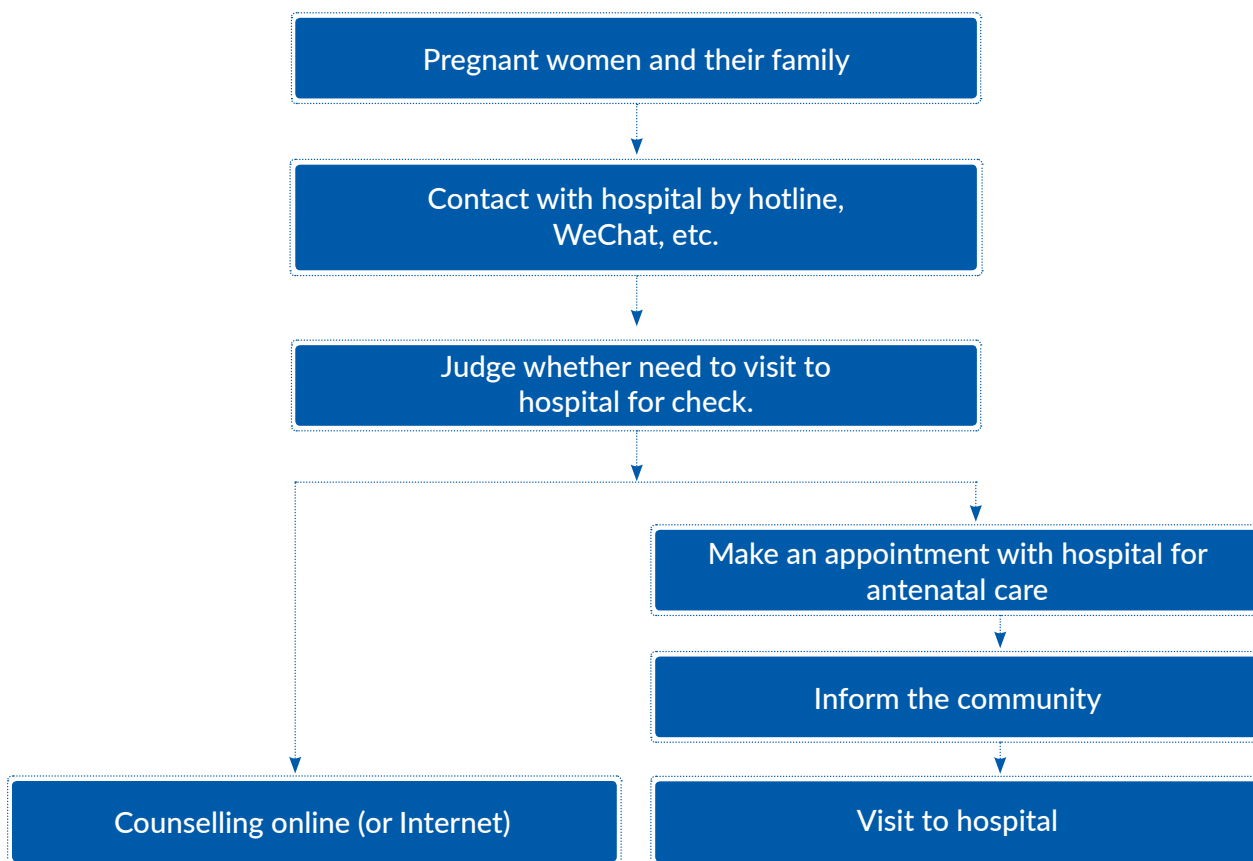 Pregnant women and their family
Contact with hospital by hotline,
WeChat, etc.
Judge whether need to visit to
hospital for check.
Make an appointment with hospital for
antenatal care
Inform the community
Counselling online (or Internet)
Visit to hospital